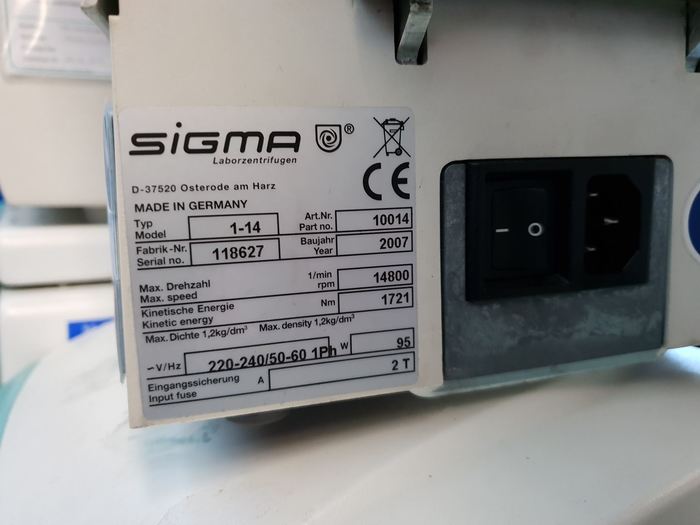 SIGMA ®
Laborzentrifugen
D-37520 Osterode am Harz
MADE IN GERMANY
CE
Typ Model 1-14 Art.Nr. Part no. 10014
Fabrik-Nr. Serial no. 118627 Baujahr Year 2007
Max. Drehzahl Max. speed 1/min rpm 14800
Kinetische Energie Kinetic energy Nm 1721
Max. Dichte 1,2kg/dm³ Max. density 1,2kg/dm³
~V/Hz 220-240/50-60 1Ph W 95
Eingangssicherung Input fuse A 2 T
I O